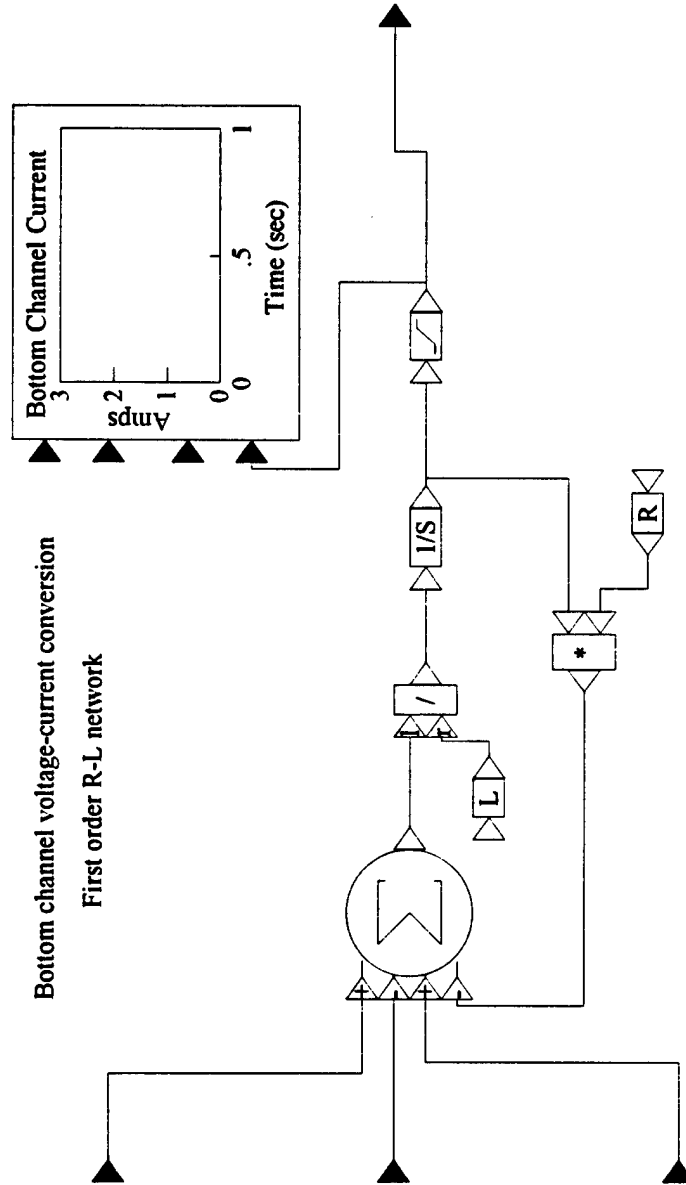 Bottom channel voltage-current conversion
First order R-L network
Bottom Channel Current
3
2
1
0
Amps
0
.5
1
Time (sec)
+
-
+
-
Σ
L
/
1/S
*
R